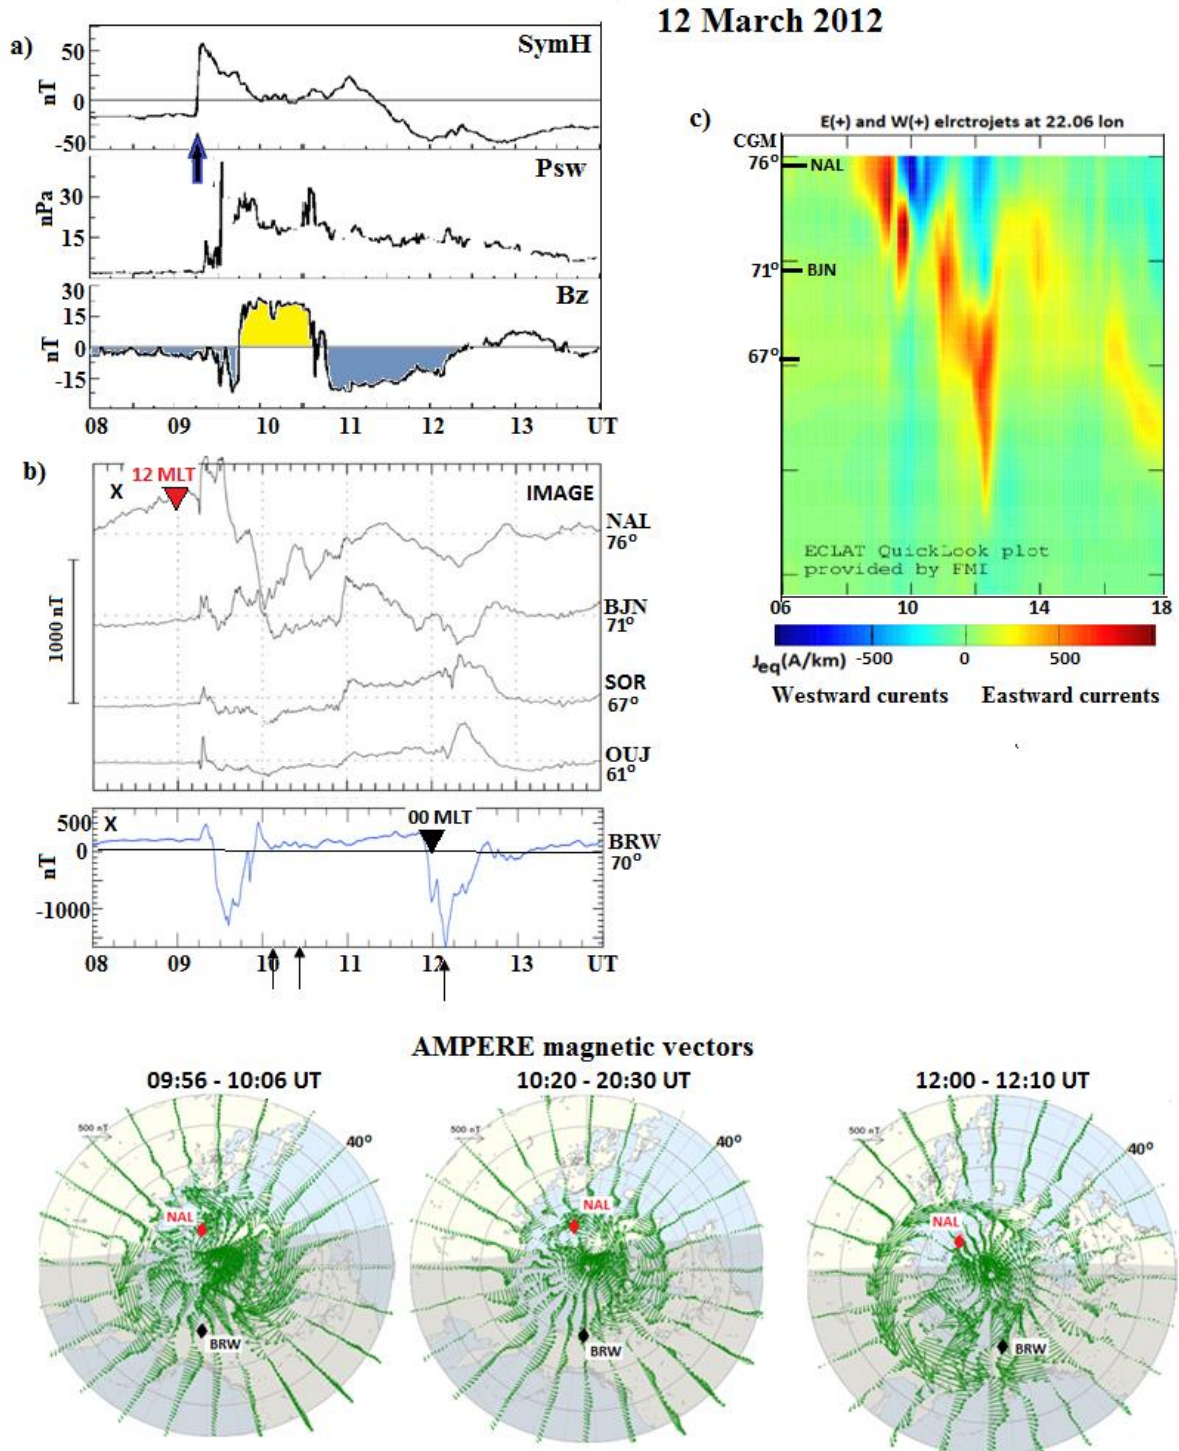 12 March 2012
a)
SymH
50
0
-50
nT
Psw
30
15
nPa
Bz
30
15
0
-15
nT
08 09 10 11 12 13 UT
b)
12 MLT
X
IMAGE
NAL
76°
BJN
71°
1000 nT
SOR
67°
OUJ
61°
X
00 MLT
500
0
-1000
nT
BRW
70°
08 09 10 11 12 13 UT
c)
E(+) and W(+) elrctrojets at 22.06 lon
CGM
76° NAL
71° BJN
67°
ECLAT QuickLook plot
provided by FMI
06 10 14 18
Jeq(A/km) -500 0 500
Westward curents Eastward currents
AMPERE magnetic vectors
09:56 - 10:06 UT
10:20 - 20:30 UT
12:00 - 12:10 UT
500 nT
40°
NAL
BRW
500 nT
40°
NAL
BRW
500 nT
40°
NAL
BRW